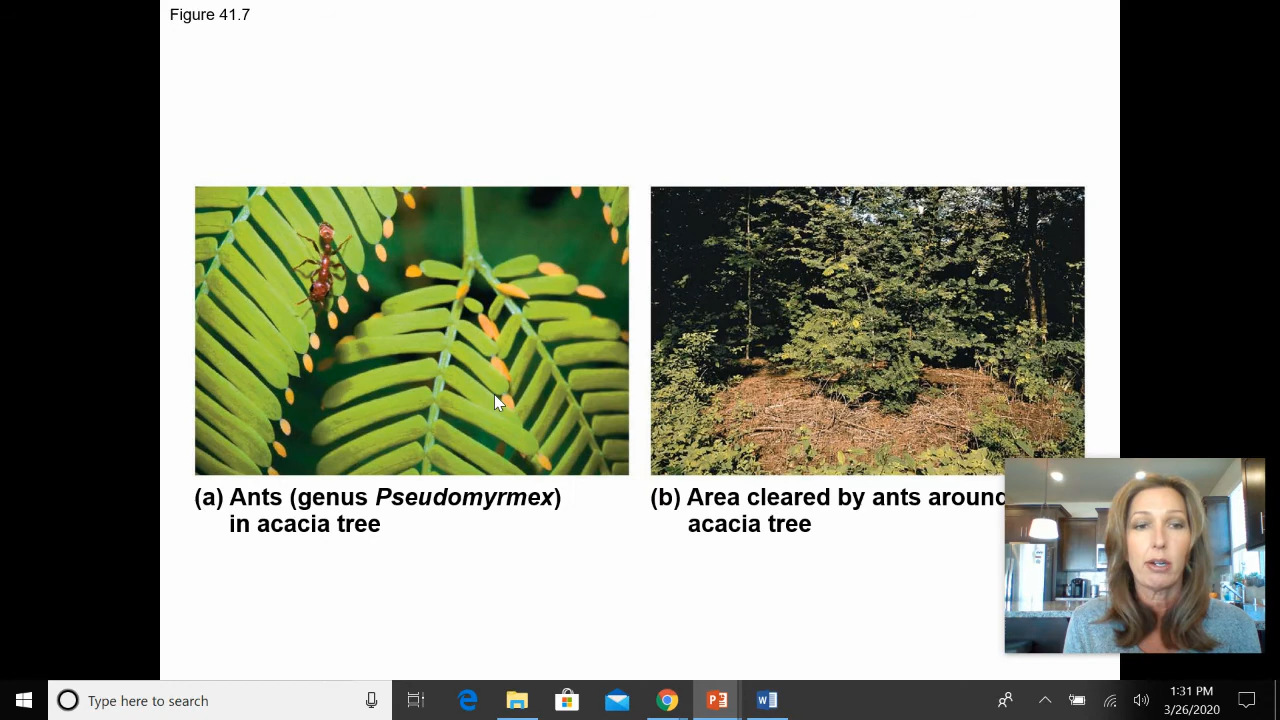 Figure 41.7
(a) Ants (genus Pseudomyrmex)
in acacia tree
(b) Area cleared by ants around
acacia tree
Type here to search
1:31 PM
3/26/2020